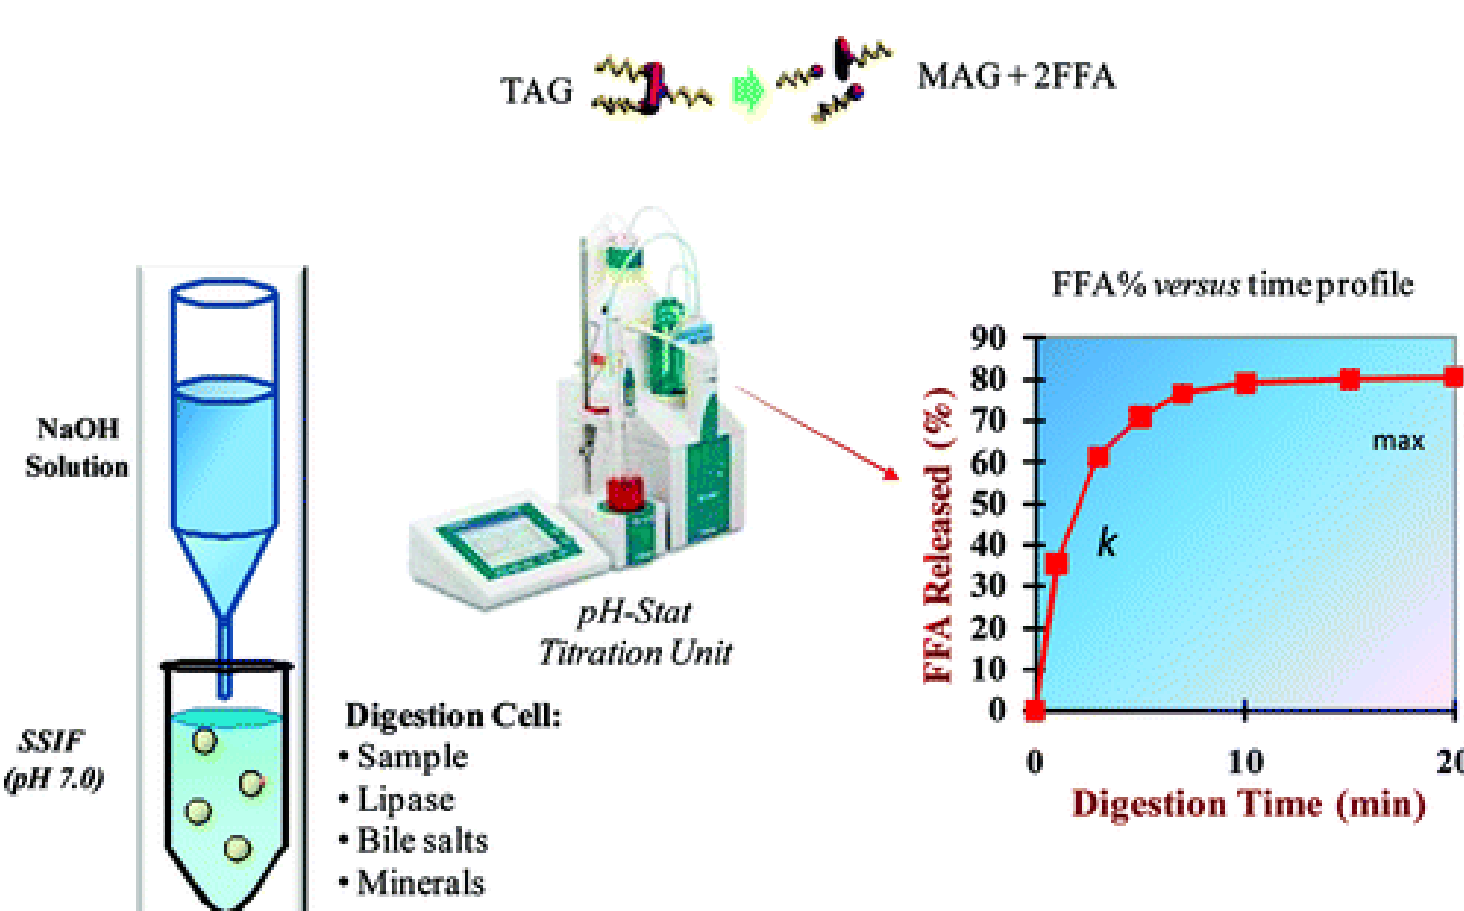 TAG
MAG + 2FFA
NaOH
Solution
pH-Stat
Titration Unit
SSIF
(pH 7.0)
Digestion Cell:
• Sample
• Lipase
• Bile salts
• Minerals
FFA% versus time profile
FFA Released (%)
90
80
70
60
50
40
30
20
10
0
max
k
0 10 20
Digestion Time (min)